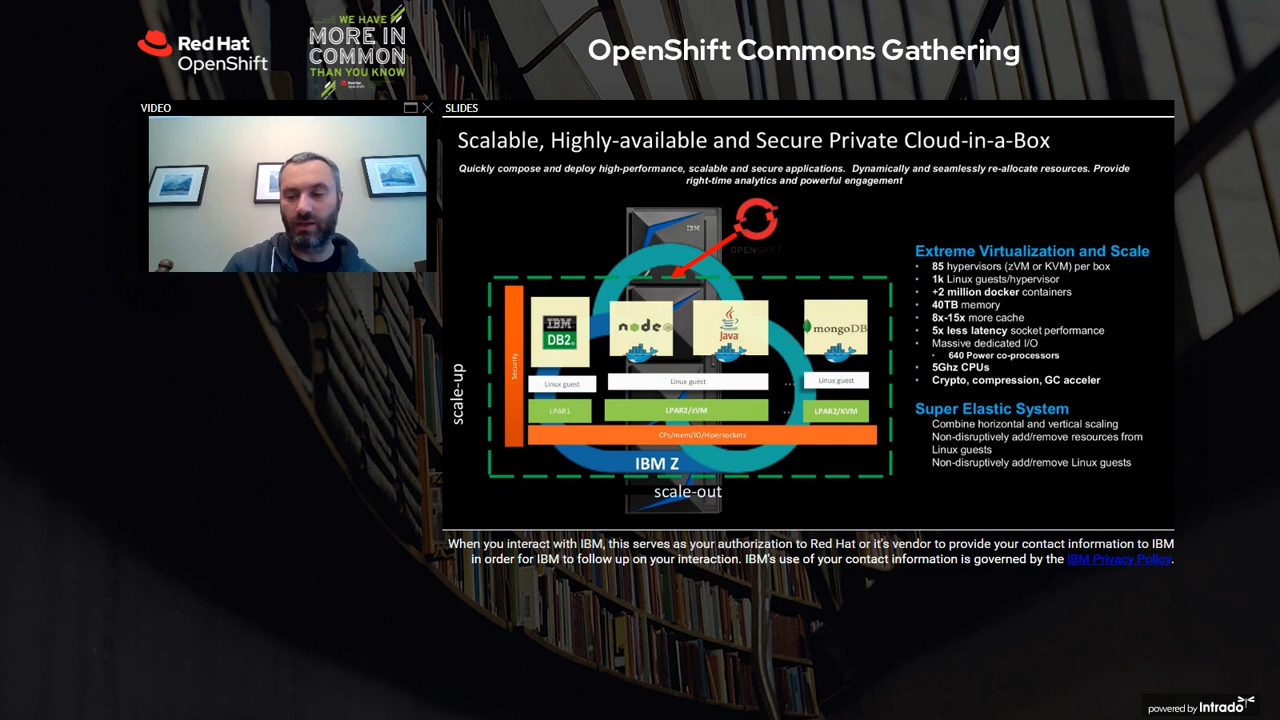 Red Hat
OpenShift
WE HAVE
MORE IN
COMMON
THAN YOU KNOW
OpenShift Commons Gathering
VIDEO
SLIDES
Scalable, Highly-available and Secure Private Cloud-in-a-Box
Quickly compose and deploy high-performance, scalable and secure applications. Dynamically and seamlessly re-allocate resources. Provide
right-time analytics and powerful engagement
IBM
OPENSHIFT
scale-up
Security
IBM
DB2
node
JS
Java
mongoDB
Linux guest
Linux guest
...
Linux guest
LPAR1
LPAR2/zVM
...
LPAR2/KVM
CPs/mem/IO/Hipersockets
IBM Z
scale-out
Extreme Virtualization and Scale
• 85 hypervisors (zVM or KVM) per box
• 1k Linux guests/hypervisor
• +2 million docker containers
• 40TB memory
• 8x-15x more cache
• 5x less latency socket performance
• Massive dedicated I/O
• 640 Power co-processors
• 5Ghz CPUs
• Crypto, compression, GC acceler
Super Elastic System
Combine horizontal and vertical scaling
Non-disruptively add/remove resources from
Linux guests
Non-disruptively add/remove Linux guests
When you interact with IBM, this serves as your authorization to Red Hat or it's vendor to provide your contact information to IBM
in order for IBM to follow up on your interaction. IBM's use of your contact information is governed by the IBM Privacy Policy.
powered by Intrado